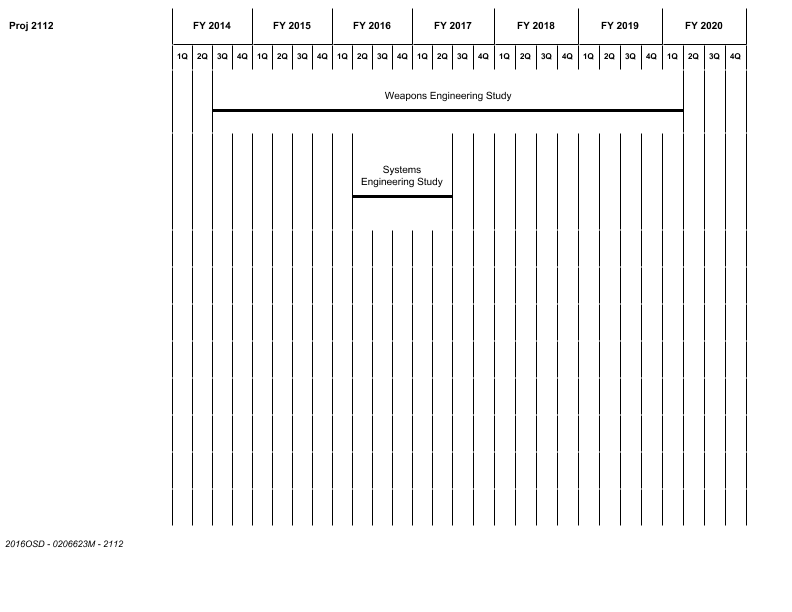 Proj 2112
FY 2014 FY 2015 FY 2016 FY 2017 FY 2018 FY 2019 FY 2020
1Q 2Q 3Q 4Q 1Q 2Q 3Q 4Q 1Q 2Q 3Q 4Q 1Q 2Q 3Q 4Q 1Q 2Q 3Q 4Q 1Q 2Q 3Q 4Q 1Q 2Q 3Q 4Q
Weapons Engineering Study
Systems
Engineering Study
2016OSD - 0206623M - 2112